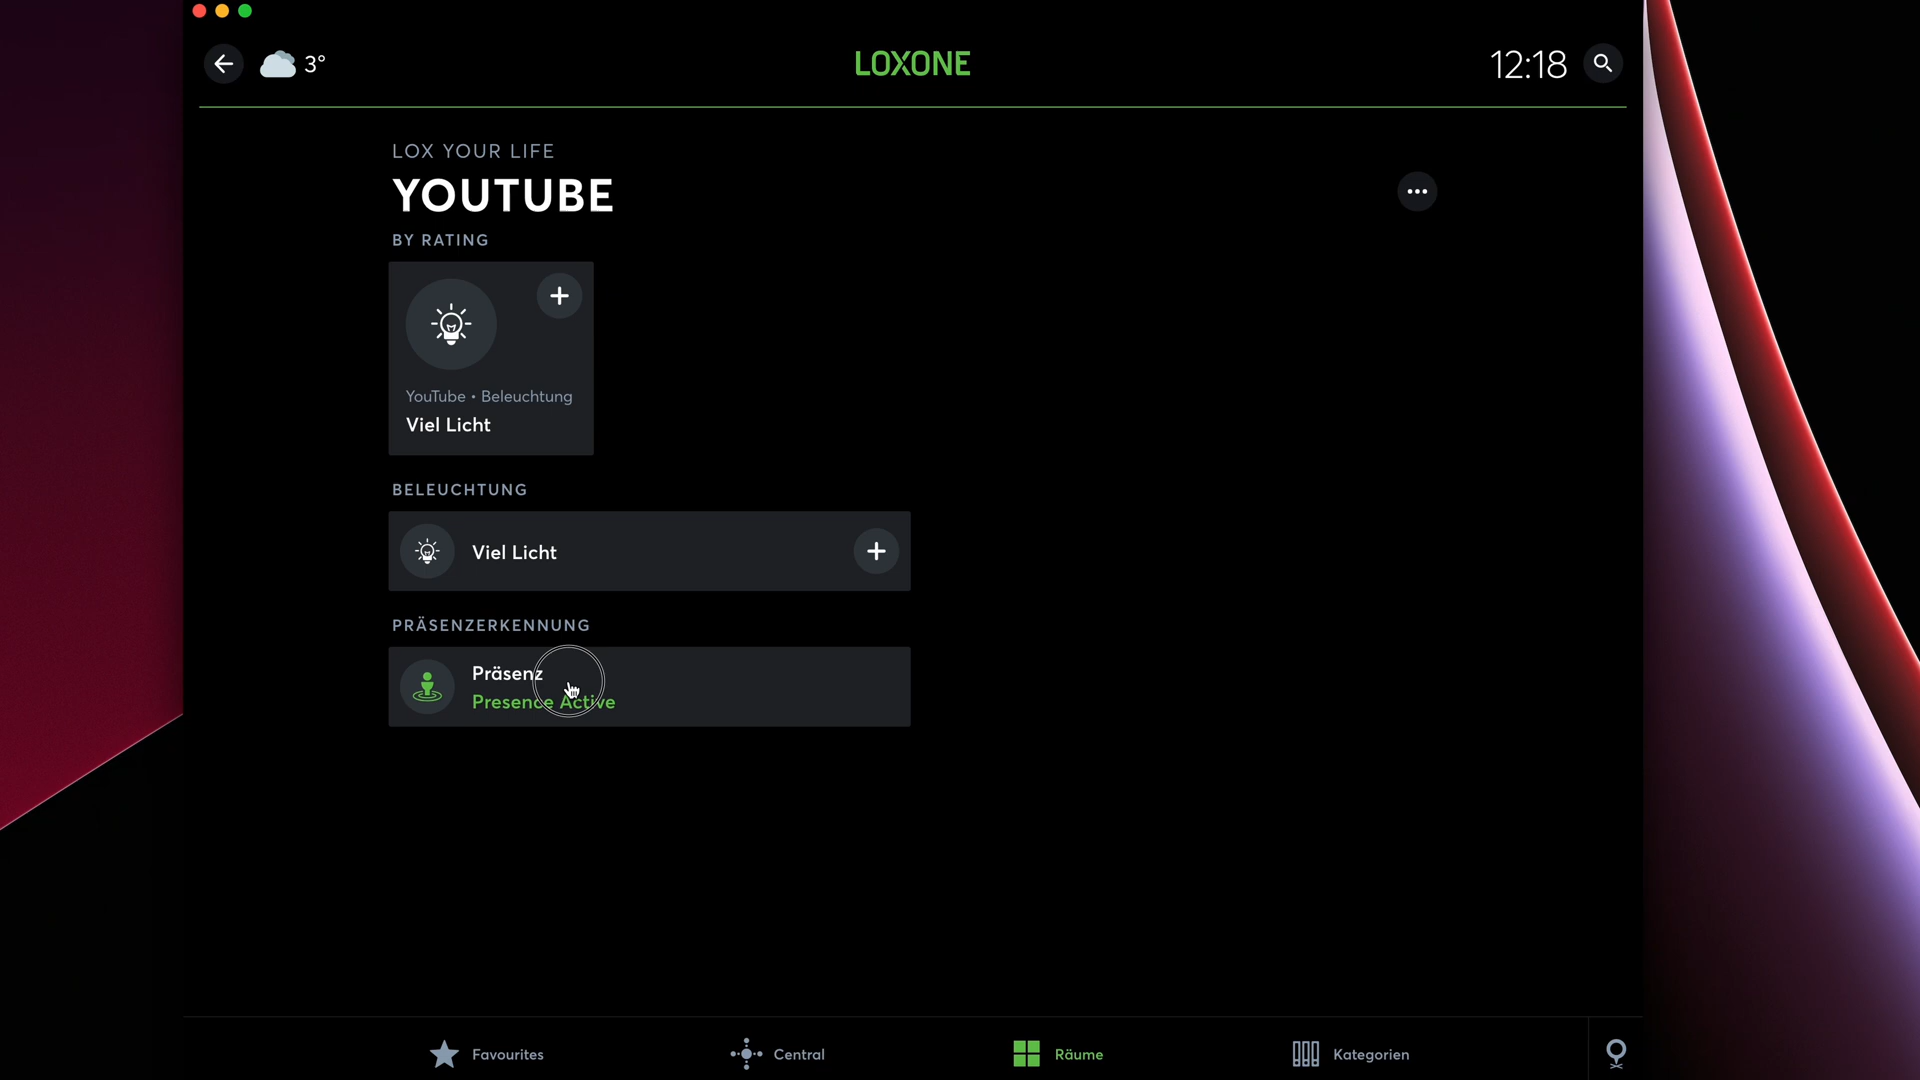 3°
LOXONE
12:18
LOX YOUR LIFE
YOUTUBE
BY RATING
YouTube • Beleuchtung
Viel Licht
BELEUCHTUNG
Viel Licht
PRÄSENZERKENNUNG
Präsenz
Presence Active
Favourites
Central
Räume
Kategorien